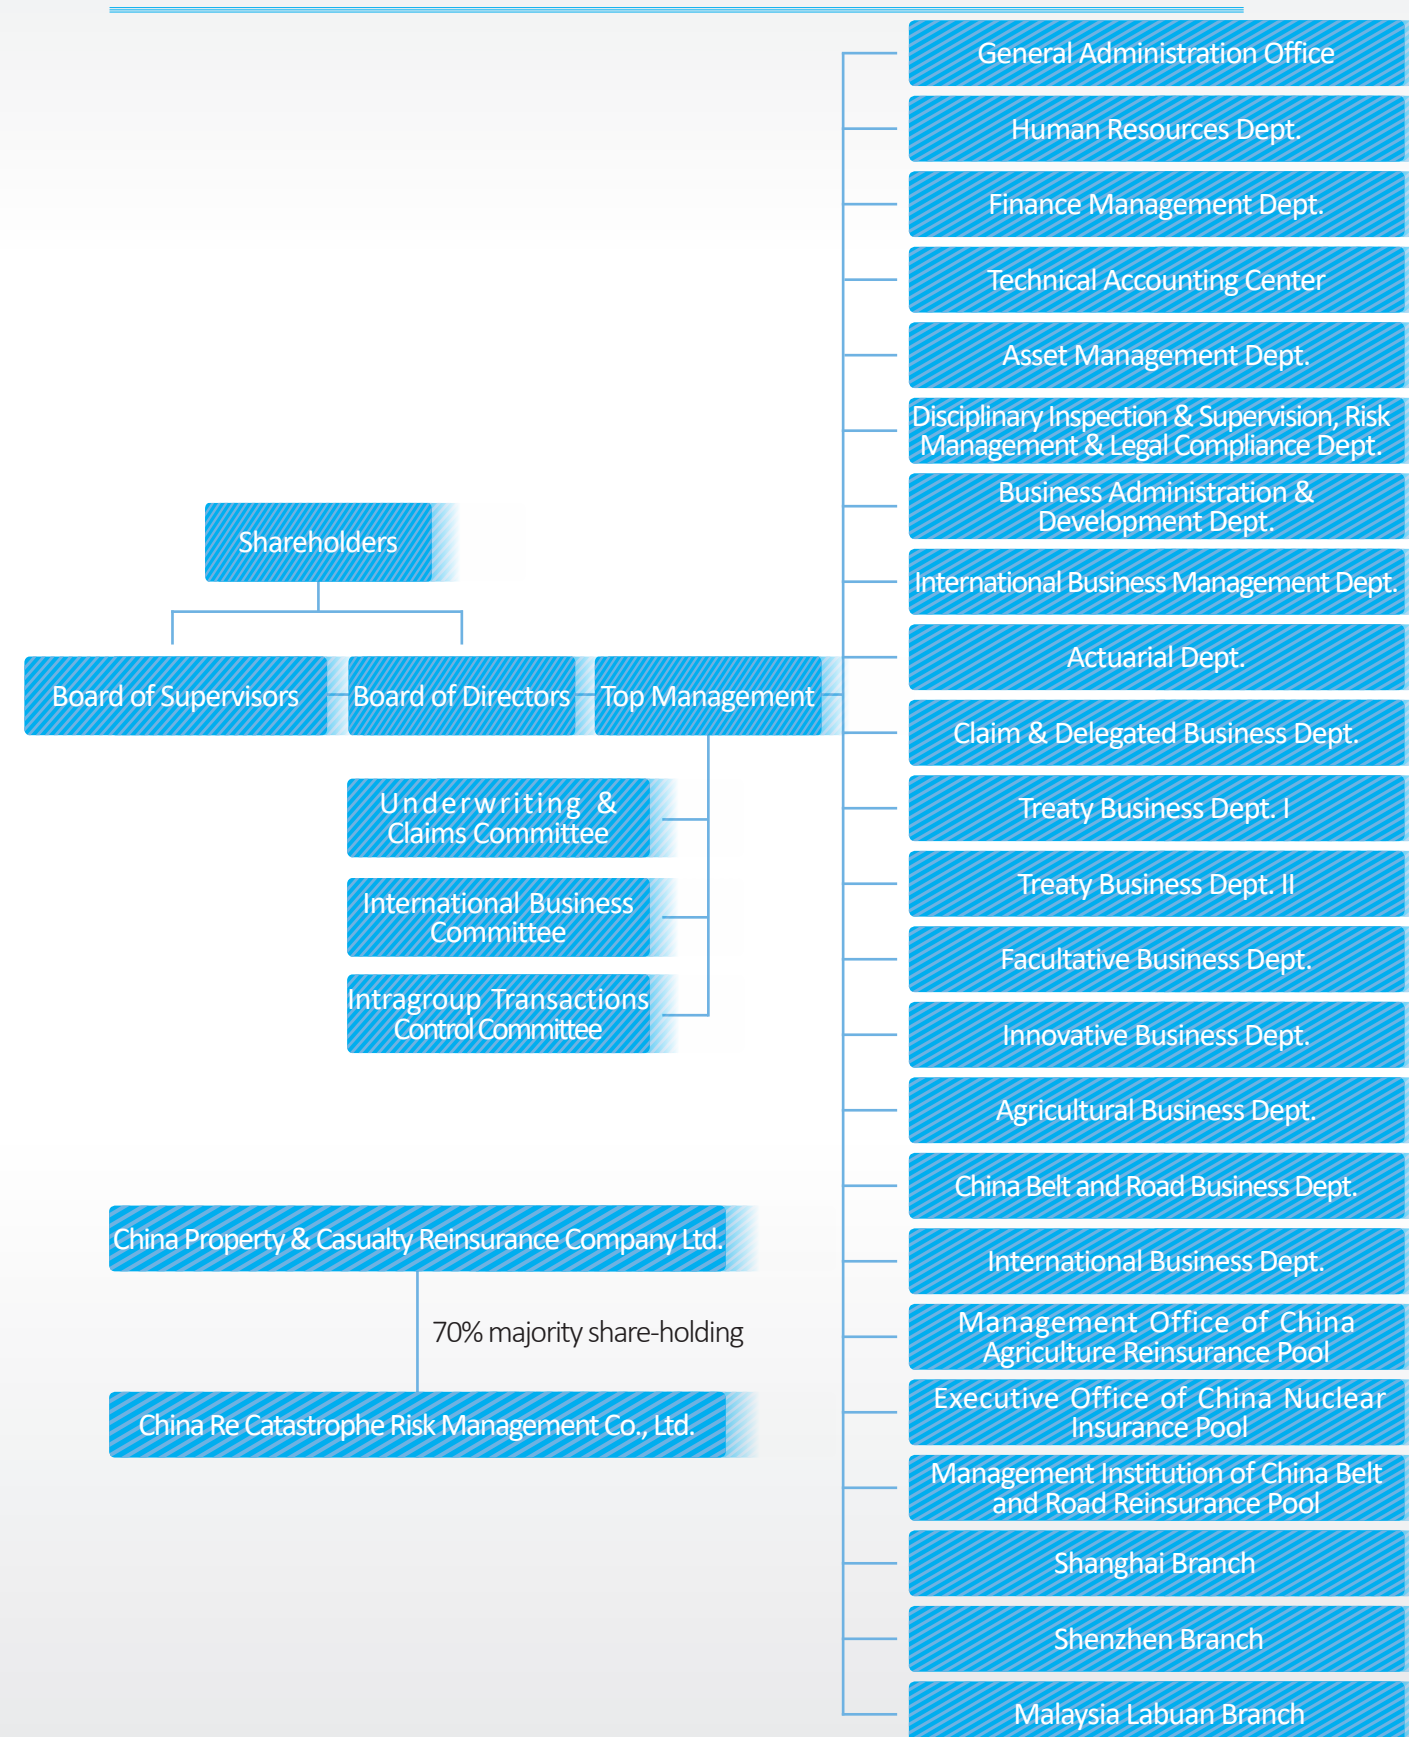 Shareholders
Board of Supervisors
Board of Directors
Top Management
Underwriting &
Claims Committee
International Business
Committee
Intragroup Transactions
Control Committee
China Property & Casualty Reinsurance Company Ltd.
70% majority share-holding
China Re Catastrophe Risk Management Co., Ltd.
General Administration Office
Human Resources Dept.
Finance Management Dept.
Technical Accounting Center
Asset Management Dept.
Disciplinary Inspection & Supervision, Risk
Management & Legal Compliance Dept.
Business Administration &
Development Dept.
International Business Management Dept.
Actuarial Dept.
Claim & Delegated Business Dept.
Treaty Business Dept. I
Treaty Business Dept. II
Facultative Business Dept.
Innovative Business Dept.
Agricultural Business Dept.
China Belt and Road Business Dept.
International Business Dept.
Management Office of China
Agriculture Reinsurance Pool
Executive Office of China Nuclear
Insurance Pool
Management Institution of China Belt
and Road Reinsurance Pool
Shanghai Branch
Shenzhen Branch
Malaysia Labuan Branch